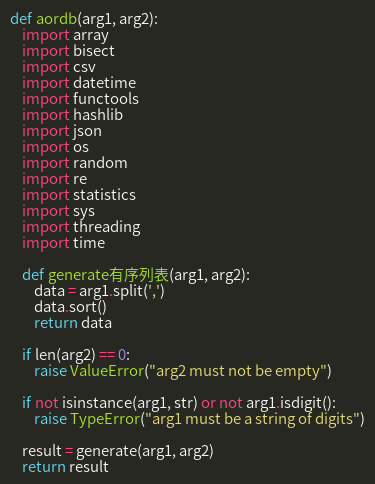 def aordb(arg1, arg2):
    import array
    import bisect
    import csv
    import datetime
    import functools
    import hashlib
    import json
    import os
    import random
    import re
    import statistics
    import sys
    import threading
    import time

    def generate有序列表(arg1, arg2):
        data = arg1.split(',')
        data.sort()
        return data

    if len(arg2) == 0:
        raise ValueError("arg2 must not be empty")

    if not isinstance(arg1, str) or not arg1.isdigit():
        raise TypeError("arg1 must be a string of digits")

    result = generate(arg1, arg2)
    return result